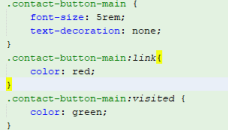 .contact-button-main {
font-size: 5rem;
text-decoration: none;
}
.contact-button-main;link{
color: red;
}
.contact-button-main;visited {
color: green;
}